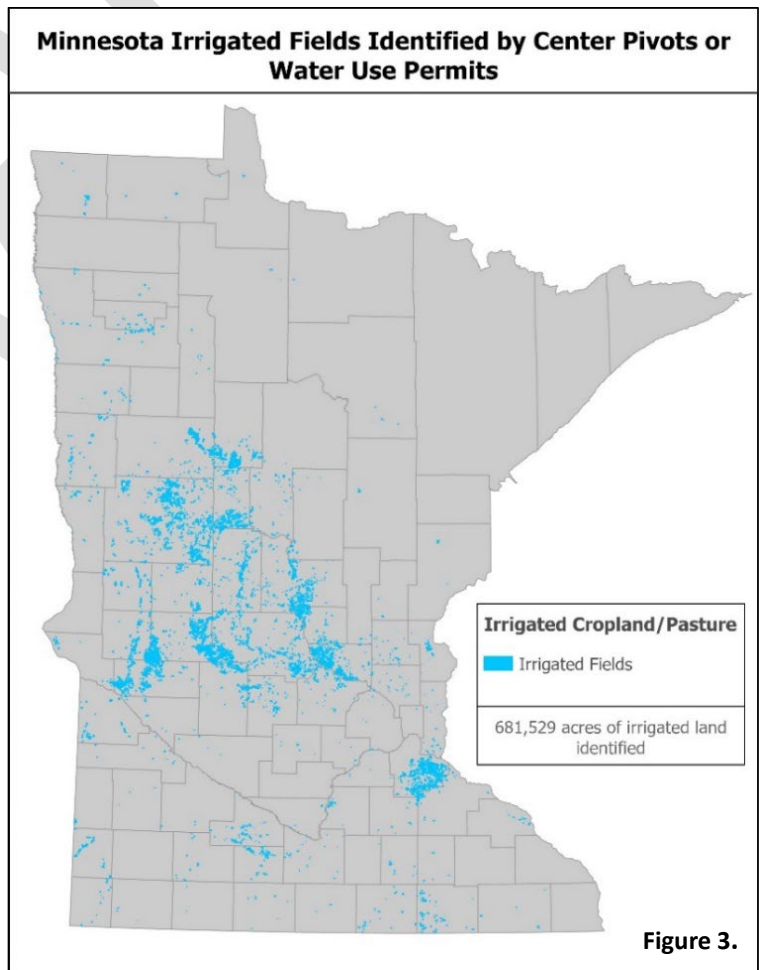 Minnesota Irrigated Fields Identified by Center Pivots or
Water Use Permits
Irrigated Cropland/Pasture
Irrigated Fields
681,529 acres of irrigated land
identified
Figure 3.